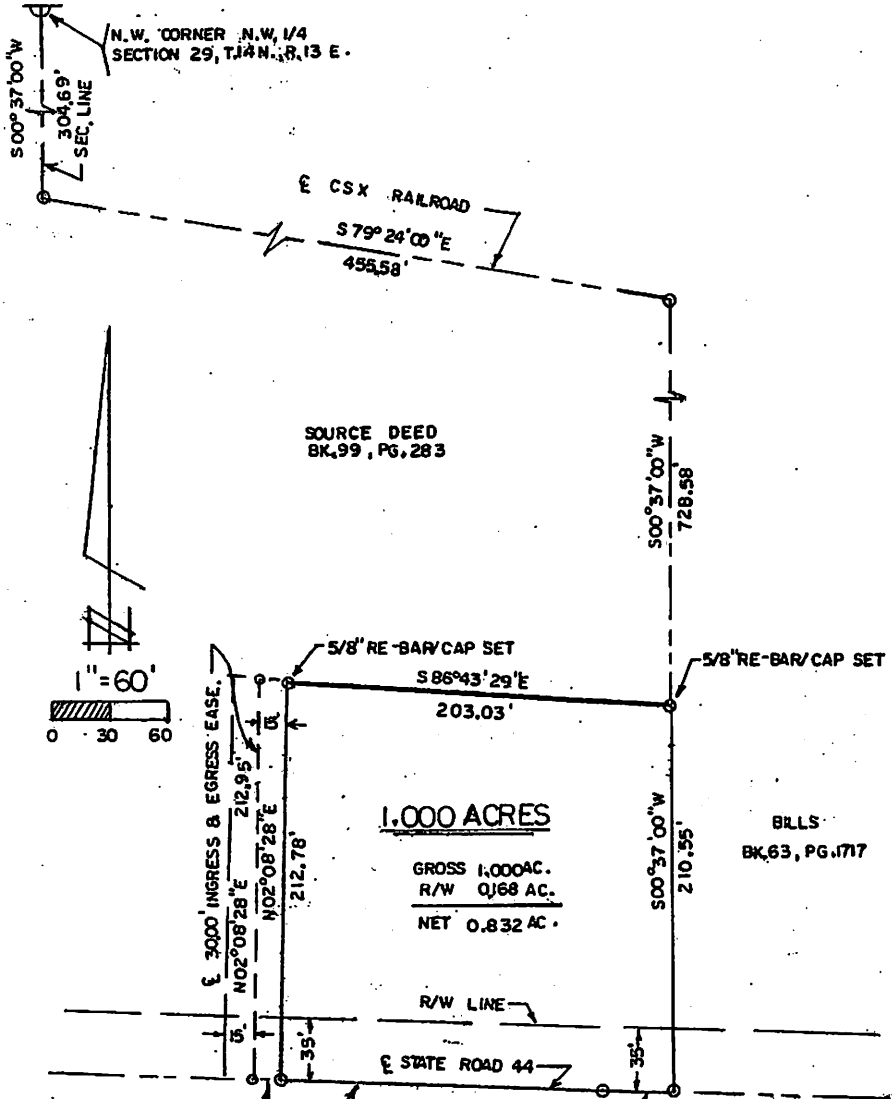 N.W. CORNER N.W, 1/4
SECTION 29, T.14 N., R.13 E.
S 00° 37' 00" W
304.69'
SEC. LINE
℄ CSX RAILROAD
S 79° 24' 00" E
455.58'
SOURCE DEED
BK.99, PG.283
S00° 37' 00" W
728.58'
1"=60'
0 30 60
5/8" RE-BAR/CAP SET
5/8" RE-BAR/CAP SET
S 86°43'29"E
203.03'
15'
℄ 30.00' INGRESS & EGRESS EASE.
N02°08'28"E 212.95'
N02°08'28"E
212.78'
1.000 ACRES
GROSS 1.000 AC.
R/W 0.168 AC.
NET 0.832 AC.
S00° 37' 00" W
210.55'
BILLS
BK.63, PG.1717
R/W LINE
15'
35'
℄ STATE ROAD 44
35'